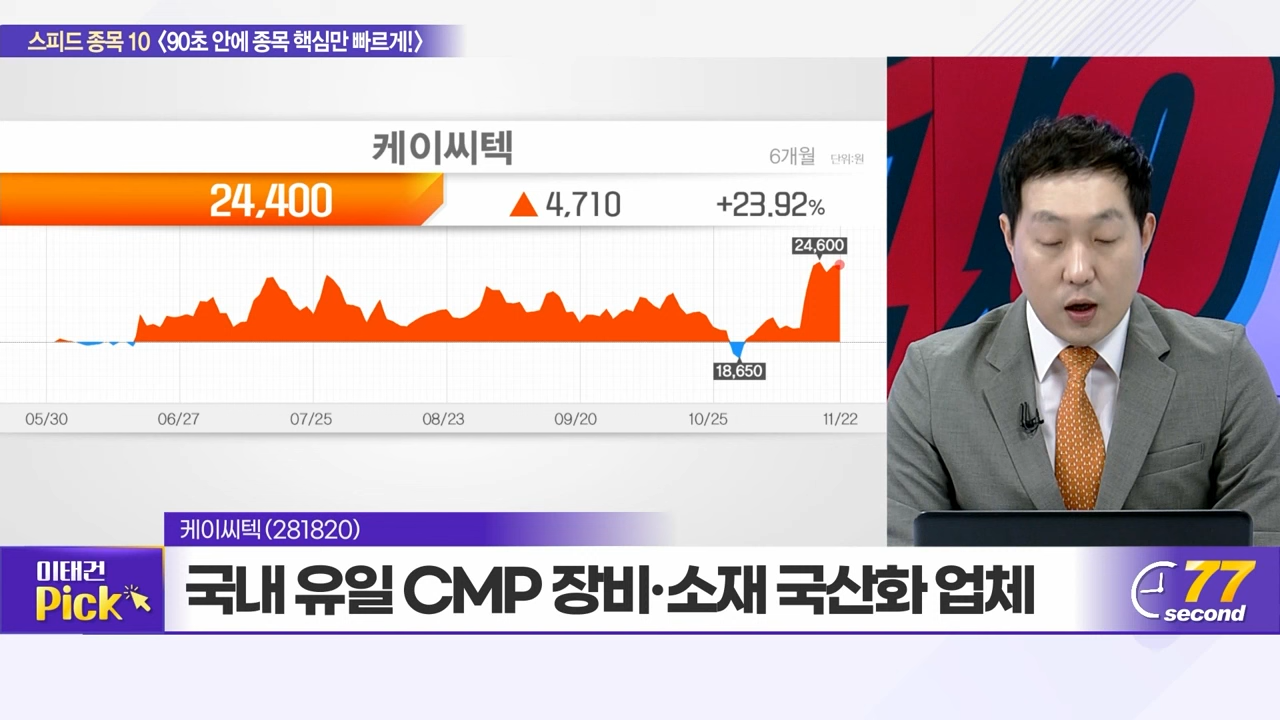 스피드 종목 10 〈90초 안에 종목 핵심만 빠르게!〉
케이씨텍
6개월 단위:원
24,400 ▲ 4,710 +23.92%
24,600
18,650
05/30 06/27 07/25 08/23 09/20 10/25 11/22
10
케이씨텍(281820)
이태건
Pick
국내 유일 CMP 장비·소재 국산화 업체
77
second